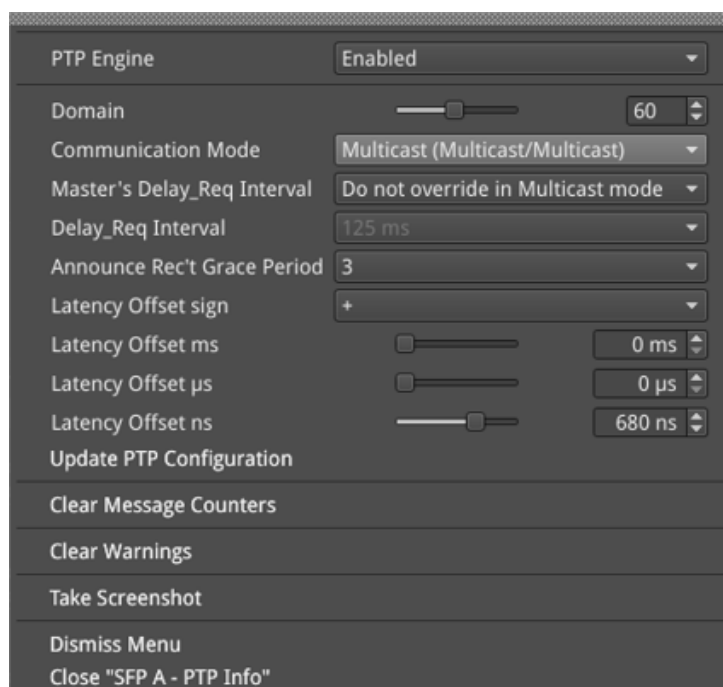 PTP Engine Enabled
Domain 60
Communication Mode Multicast (Multicast/Multicast)
Master's Delay_Req Interval Do not override in Multicast mode
Delay_Req Interval 125 ms
Announce Rec't Grace Period 3
Latency Offset sign +
Latency Offset ms 0 ms
Latency Offset µs 0 µs
Latency Offset ns 680 ns
Update PTP Configuration
Clear Message Counters
Clear Warnings
Take Screenshot
Dismiss Menu
Close "SFP A - PTP Info"